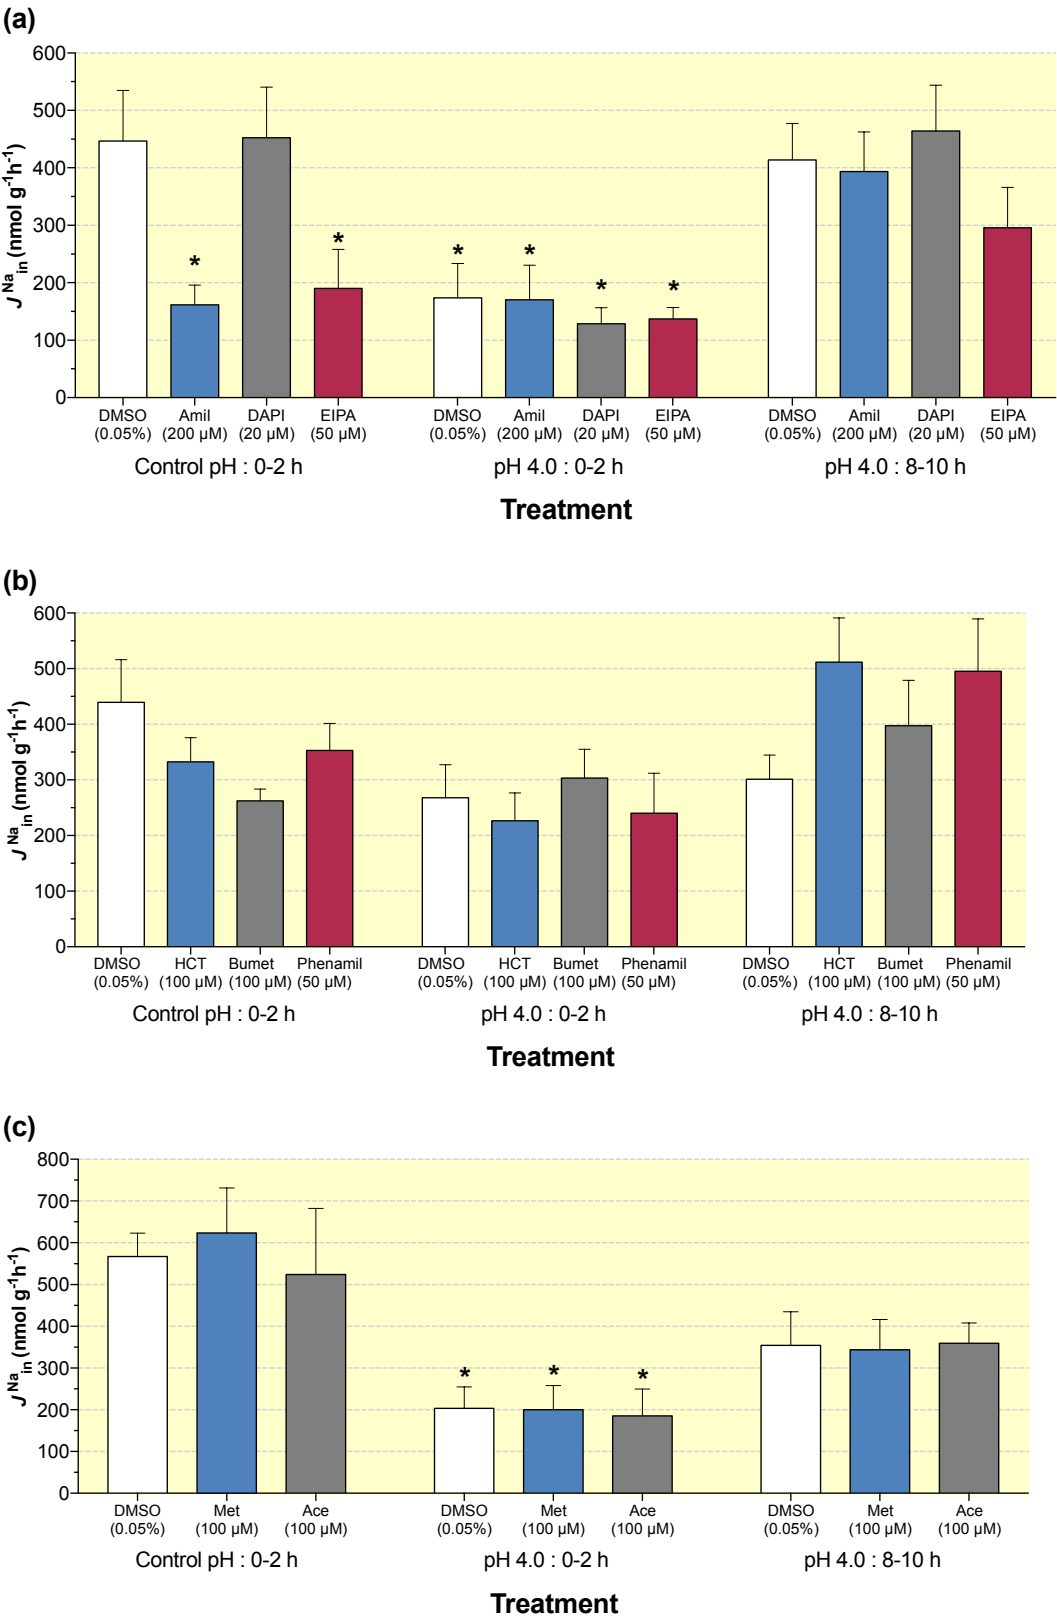 (a)
600
500
400
300
200
100
0
J Na in (nmol g-1h-1)
* * * * * *
DMSO Amil DAPI EIPA DMSO Amil DAPI EIPA DMSO Amil DAPI EIPA
(0.05%) (200 µM) (20 µM) (50 µM) (0.05%) (200 µM) (20 µM) (50 µM) (0.05%) (200 µM) (20 µM) (50 µM)
Control pH : 0-2 h pH 4.0 : 0-2 h pH 4.0 : 8-10 h
Treatment
(b)
600
500
400
300
200
100
0
J Na in (nmol g-1h-1)
DMSO HCT Bumet Phenamil DMSO HCT Bumet Phenamil DMSO HCT Bumet Phenamil
(0.05%) (100 µM) (100 µM) (50 µM) (0.05%) (100 µM) (100 µM) (50 µM) (0.05%) (100 µM) (100 µM) (50 µM)
Control pH : 0-2 h pH 4.0 : 0-2 h pH 4.0 : 8-10 h
Treatment
(c)
800
700
600
500
400
300
200
100
0
J Na in (nmol g-1h-1)
* * *
DMSO Met Ace DMSO Met Ace DMSO Met Ace
(0.05%) (100 µM) (100 µM) (0.05%) (100 µM) (100 µM) (0.05%) (100 µM) (100 µM)
Control pH : 0-2 h pH 4.0 : 0-2 h pH 4.0 : 8-10 h
Treatment